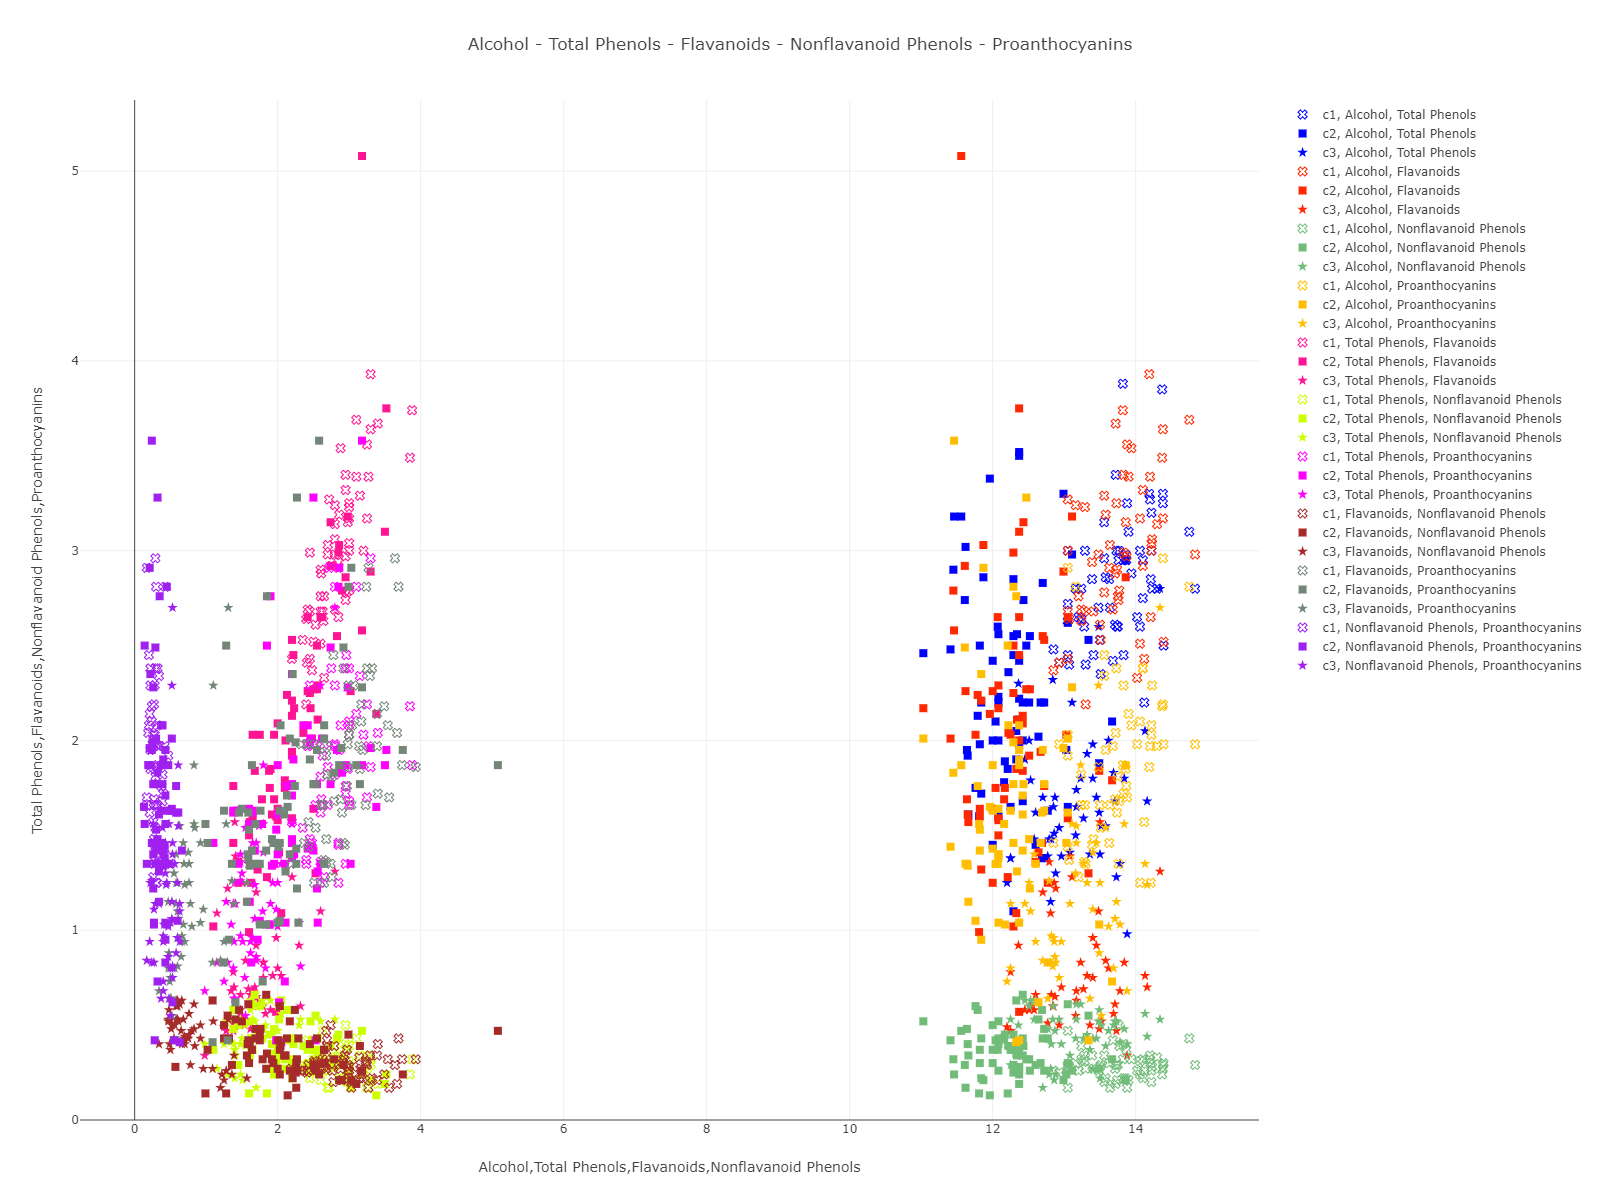 Alcohol - Total Phenols - Flavanoids - Nonflavanoid Phenols - Proanthocyanins
c1, Alcohol, Total Phenols
c2, Alcohol, Total Phenols
c3, Alcohol, Total Phenols
c1, Alcohol, Flavanoids
c2, Alcohol, Flavanoids
c3, Alcohol, Flavanoids
c1, Alcohol, Nonflavanoid Phenols
c2, Alcohol, Nonflavanoid Phenols
c3, Alcohol, Nonflavanoid Phenols
c1, Alcohol, Proanthocyanins
c2, Alcohol, Proanthocyanins
c3, Alcohol, Proanthocyanins
c1, Total Phenols, Flavanoids
c2, Total Phenols, Flavanoids
c3, Total Phenols, Flavanoids
c1, Total Phenols, Nonflavanoid Phenols
c2, Total Phenols, Nonflavanoid Phenols
c3, Total Phenols, Nonflavanoid Phenols
c1, Total Phenols, Proanthocyanins
c2, Total Phenols, Proanthocyanins
c3, Total Phenols, Proanthocyanins
c1, Flavanoids, Nonflavanoid Phenols
c2, Flavanoids, Nonflavanoid Phenols
c3, Flavanoids, Nonflavanoid Phenols
c1, Flavanoids, Proanthocyanins
c2, Flavanoids, Proanthocyanins
c3, Flavanoids, Proanthocyanins
c1, Nonflavanoid Phenols, Proanthocyanins
c2, Nonflavanoid Phenols, Proanthocyanins
c3, Nonflavanoid Phenols, Proanthocyanins
Total Phenols,Flavanoids,Nonflavanoid Phenols,Proanthocyanins
5
4
3
2
1
0
0 2 4 6 8 10 12 14
Alcohol,Total Phenols,Flavanoids,Nonflavanoid Phenols